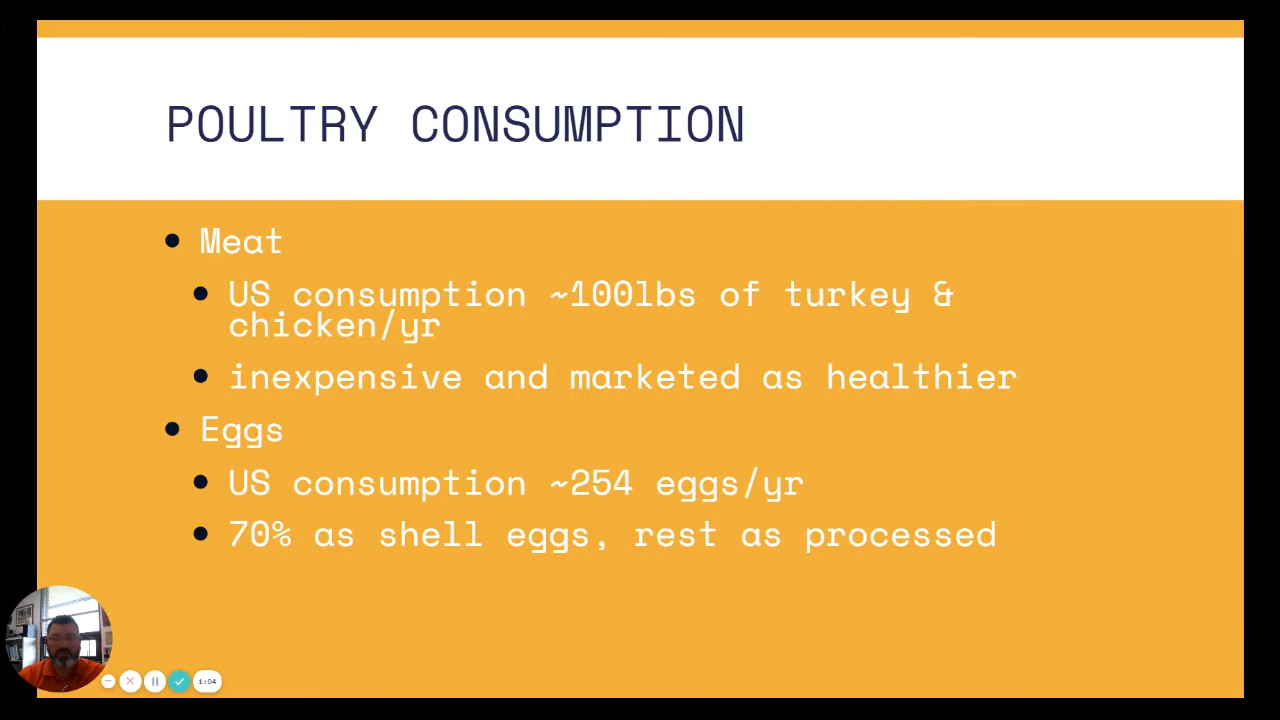 POULTRY CONSUMPTION
Meat
US consumption ~100lbs of turkey &
chicken/yr
inexpensive and marketed as healthier
Eggs
US consumption ~254 eggs/yr
70% as shell eggs, rest as processed
1:04